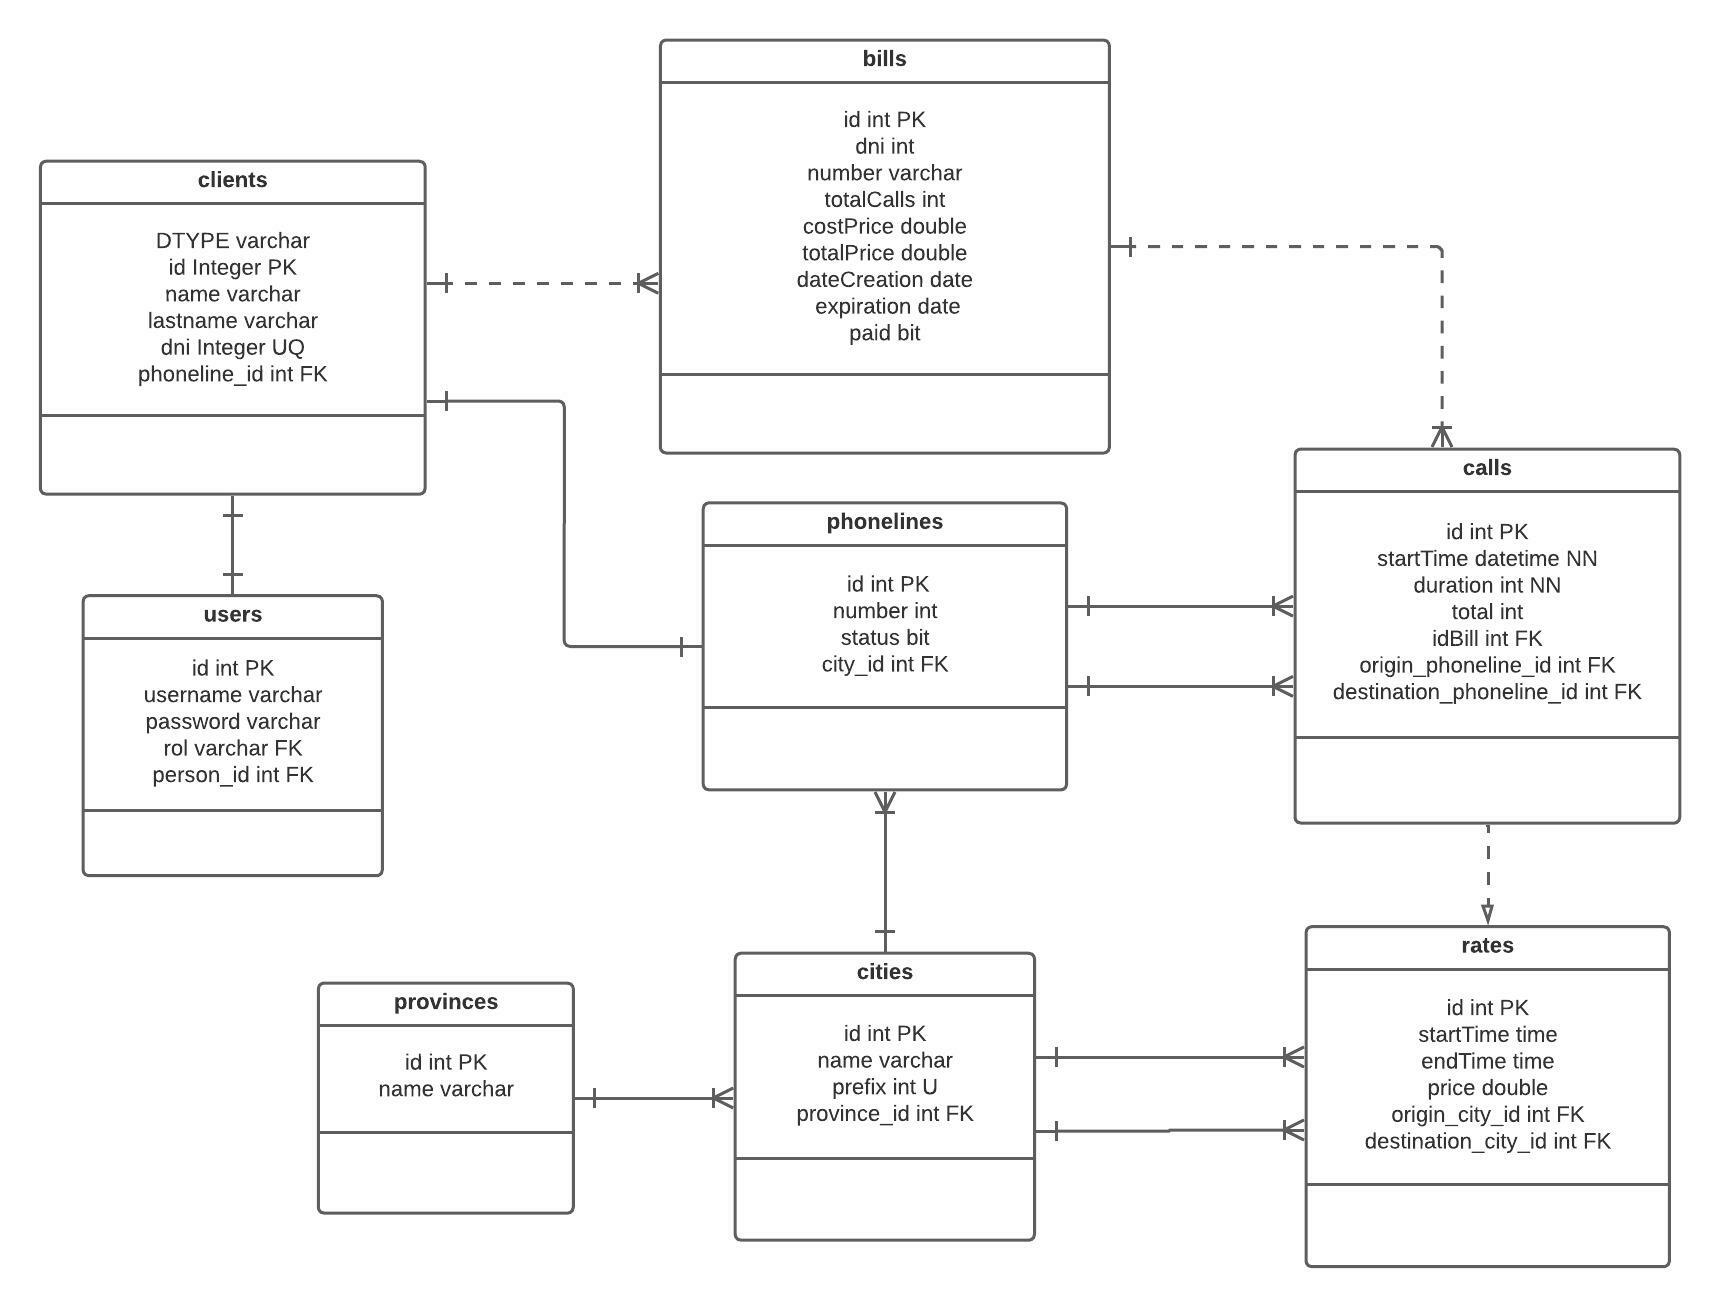 bills
id int PK
dni int
number varchar
totalCalls int
costPrice double
totalPrice double
dateCreation date
expiration date
paid bit
clients
DTYPE varchar
id Integer PK
name varchar
lastname varchar
dni Integer UQ
phoneline_id int FK
calls
id int PK
startTime datetime NN
duration int NN
total int
idBill int FK
origin_phoneline_id int FK
destination_phoneline_id int FK
phonelines
id int PK
number int
status bit
city_id int FK
users
id int PK
username varchar
password varchar
rol varchar FK
person_id int FK
rates
id int PK
startTime time
endTime time
price double
origin_city_id int FK
destination_city_id int FK
cities
id int PK
name varchar
prefix int U
province_id int FK
provinces
id int PK
name varchar